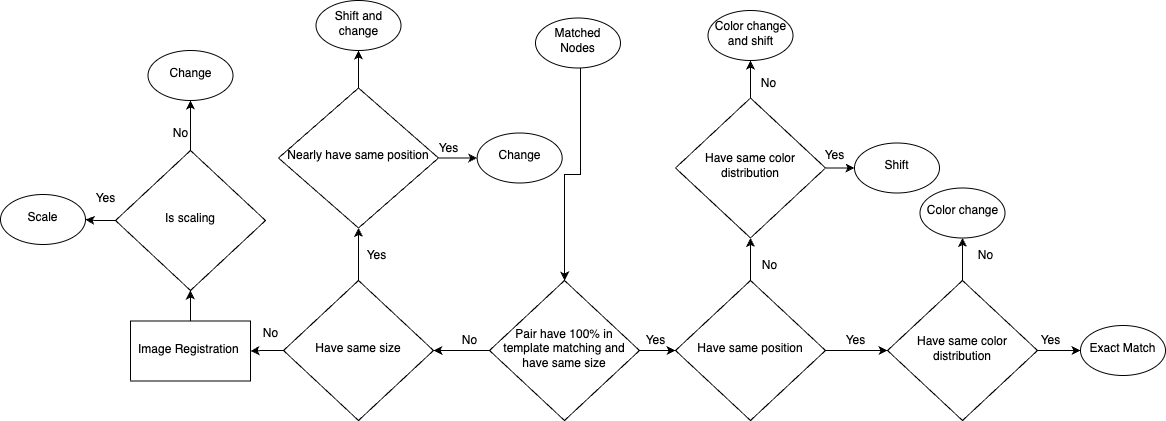 Shift and
change
Matched
Nodes
Color change
and shift
Change
No
No
No
Nearly have same position
Yes
Change
Have same color
distribution
Yes
Shift
Yes
Scale
Is scaling
Color change
Yes
No
No
Image Registration
No
Have same size
No
Pair have 100% in
template matching and
have same size
Yes
Have same position
Yes
Have same color
distribution
Yes
Exact Match